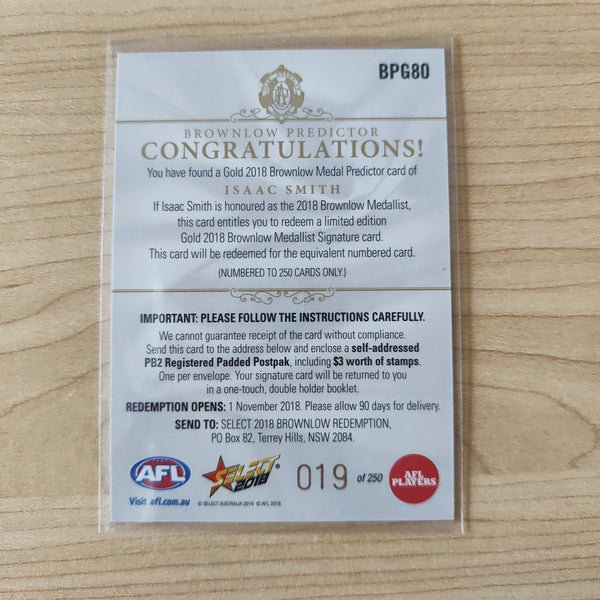 BPG80
BROWNLOW PREDICTOR
CONGRATULATIONS!
You have found a Gold 2018 Brownlow Medal Predictor card of
ISAAC SMITH
If Isaac Smith is honoured as the 2018 Brownlow Medallist,
this card entitles you to redeem a limited edition
Gold 2018 Brownlow Medallist Signature card.
This card will be redeemed for the equivalent numbered card.
(NUMBERED TO 250 CARDS ONLY.)
IMPORTANT: PLEASE FOLLOW THE INSTRUCTIONS CAREFULLY.
We cannot guarantee receipt of the card without compliance.
Send this card to the address below and enclose a self-addressed
PB2 Registered Padded Postpak, including $3 worth of stamps.
One per envelope. Your signature card will be returned to you
in a one-touch, double holder booklet.
REDEMPTION OPENS: 1 November 2018. Please allow 90 days for delivery.
SEND TO: SELECT 2018 BROWNLOW REDEMPTION,
PO Box 82, Terrey Hills, NSW 2084.
AFL
Visit afl.com.au
SELECT
2018
© SELECT AUSTRALIA 2018 © AFL 2018
019 of 250
AFL
PLAYERS